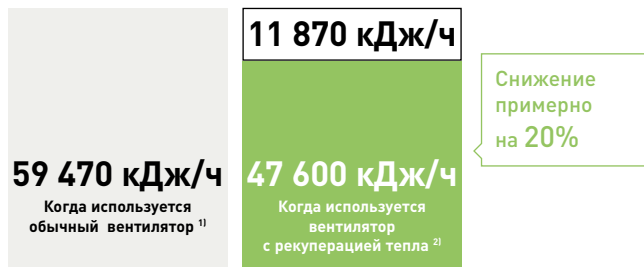 11 870 кДж/ч
Снижение
примерно
на 20%
59 470 кДж/ч
Когда используется
обычный вентилятор 1)
47 600 кДж/ч
Когда используется
вентилятор
с рекуперацией тепла 2)